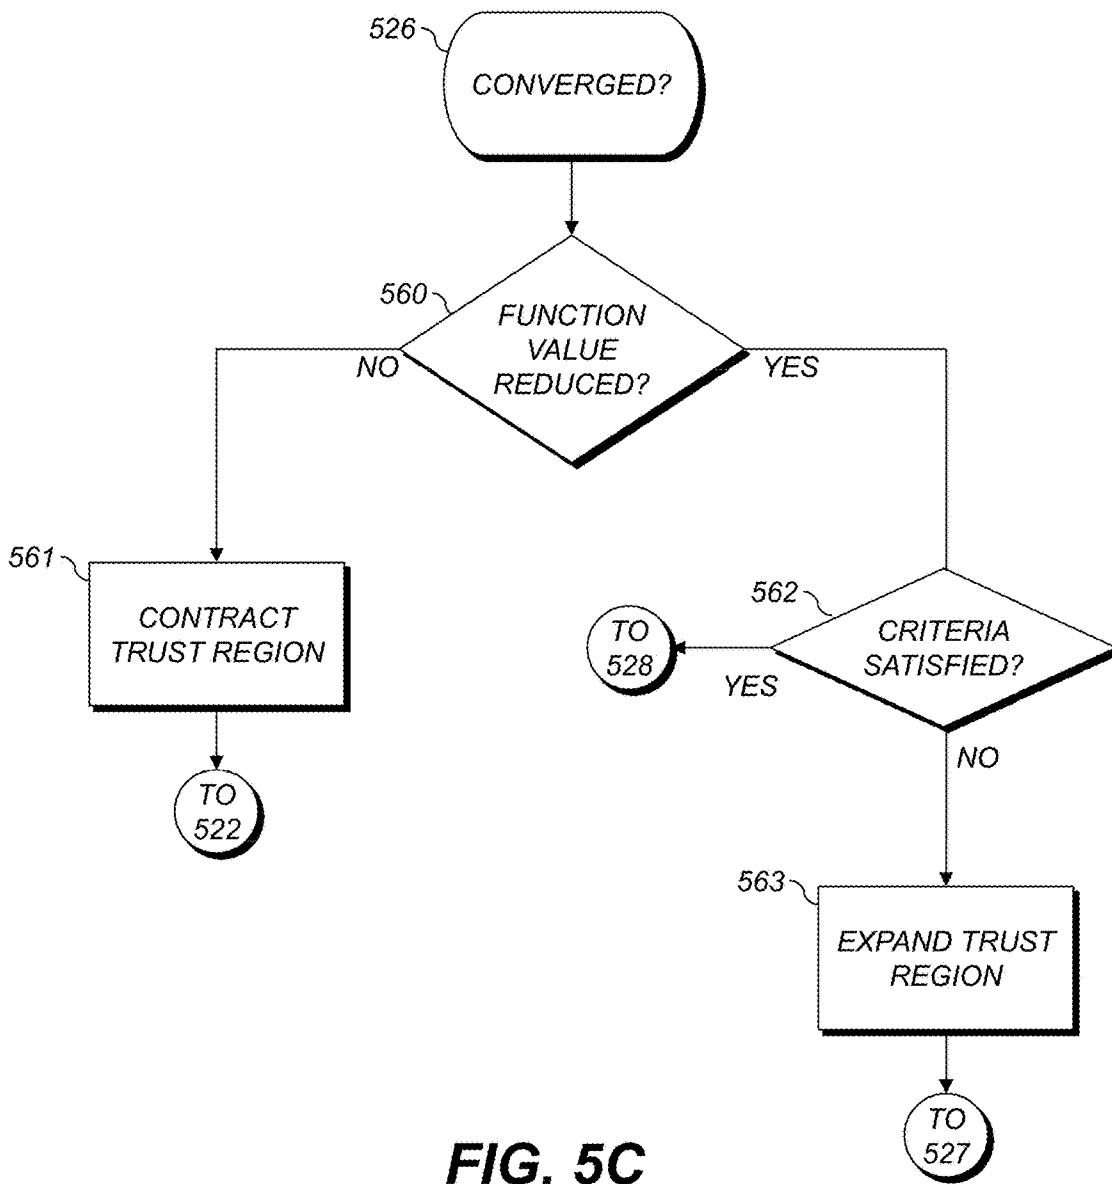 526
CONVERGED?
560
FUNCTION
VALUE
REDUCED?
NO
YES
561
CONTRACT
TRUST REGION
TO
522
562
CRITERIA
SATISFIED?
TO
528
YES
NO
563
EXPAND TRUST
REGION
TO
527
FIG. 5C